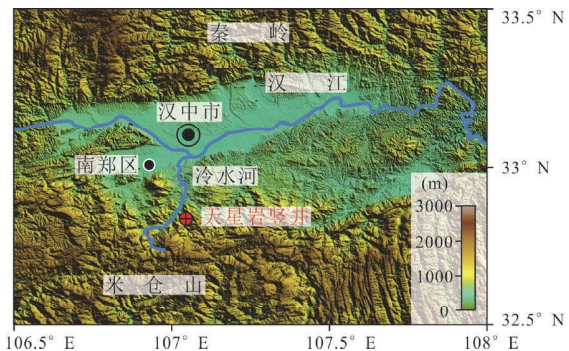 33.5° N
秦 岭
汉 江
汉中市
南郑区
33° N
冷水河
(m)
天星岩竖井
3000
2000
1000
0
米 仓 山
32.5° N
106.5° E
107° E
107.5° E
108° E